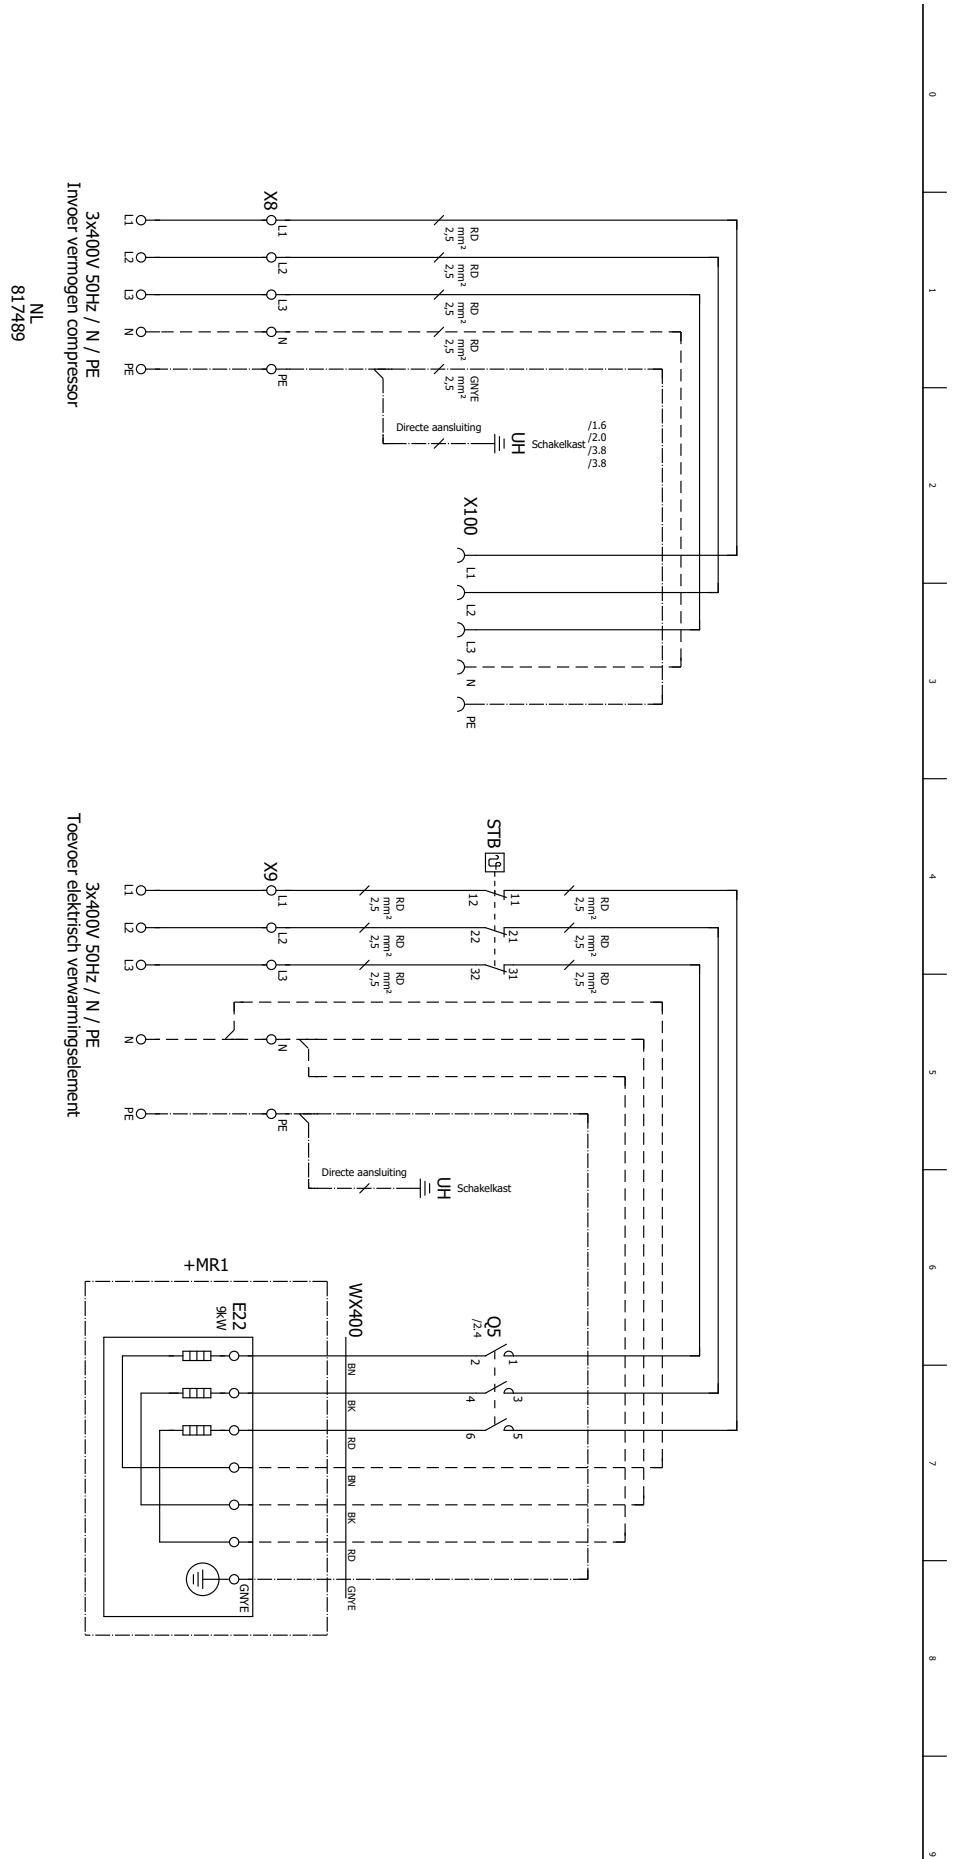 0
1
2
3
4
5
6
7
8
9
X8
L1
L2
L3
N
PE
L1
L2
L3
N
PE
RD
mm²
2,5
RD
mm²
2,5
RD
mm²
2,5
RD
mm²
2,5
GNYE
mm²
2,5
Directe aansluiting
UH
Schakelkast
/1.6
/2.0
/3.8
/3.8
X100
L1
L2
L3
N
PE
3x400V 50Hz / N / PE
Invoer vermogen compressor
NL
817489
STB
11
12
21
22
31
32
RD
mm²
2,5
RD
mm²
2,5
RD
mm²
2,5
RD
mm²
2,5
RD
mm²
2,5
RD
mm²
2,5
X9
L1
L2
L3
N
PE
L1
L2
L3
N
PE
Directe aansluiting
UH
Schakelkast
3x400V 50Hz / N / PE
Toevoer elektrisch verwarmingselement
+MR1
WX400
E22
9kW
Q5
/2.4
1
2
3
4
5
6
BN
BK
RD
BN
BK
RD
GNYE
GNYE